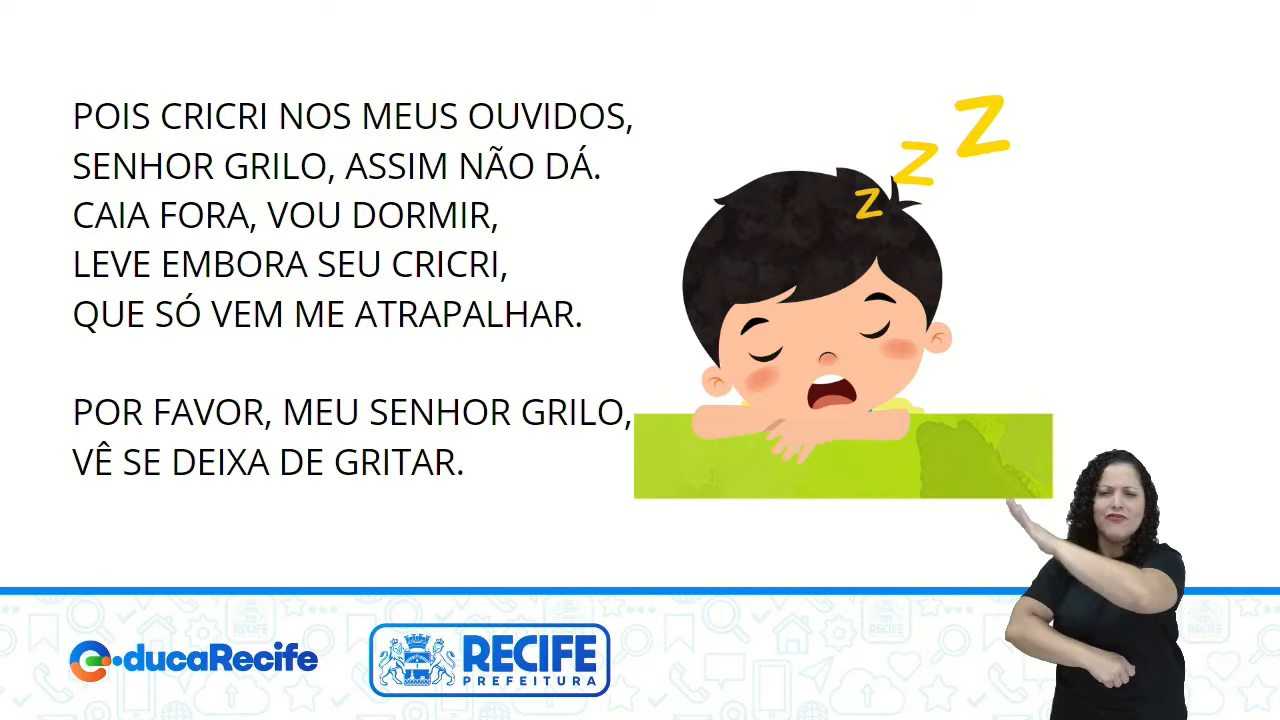 POIS CRICRI NOS MEUS OUVIDOS,
SENHOR GRILO, ASSIM NÃO DÁ.
CAIA FORA, VOU DORMIR,
LEVE EMBORA SEU CRICRI,
QUE SÓ VEM ME ATRAPALHAR.
POR FAVOR, MEU SENHOR GRILO,
VÊ SE DEIXA DE GRITAR.
Z
Z
Z
educaRecife
RECIFE
PREFEITURA